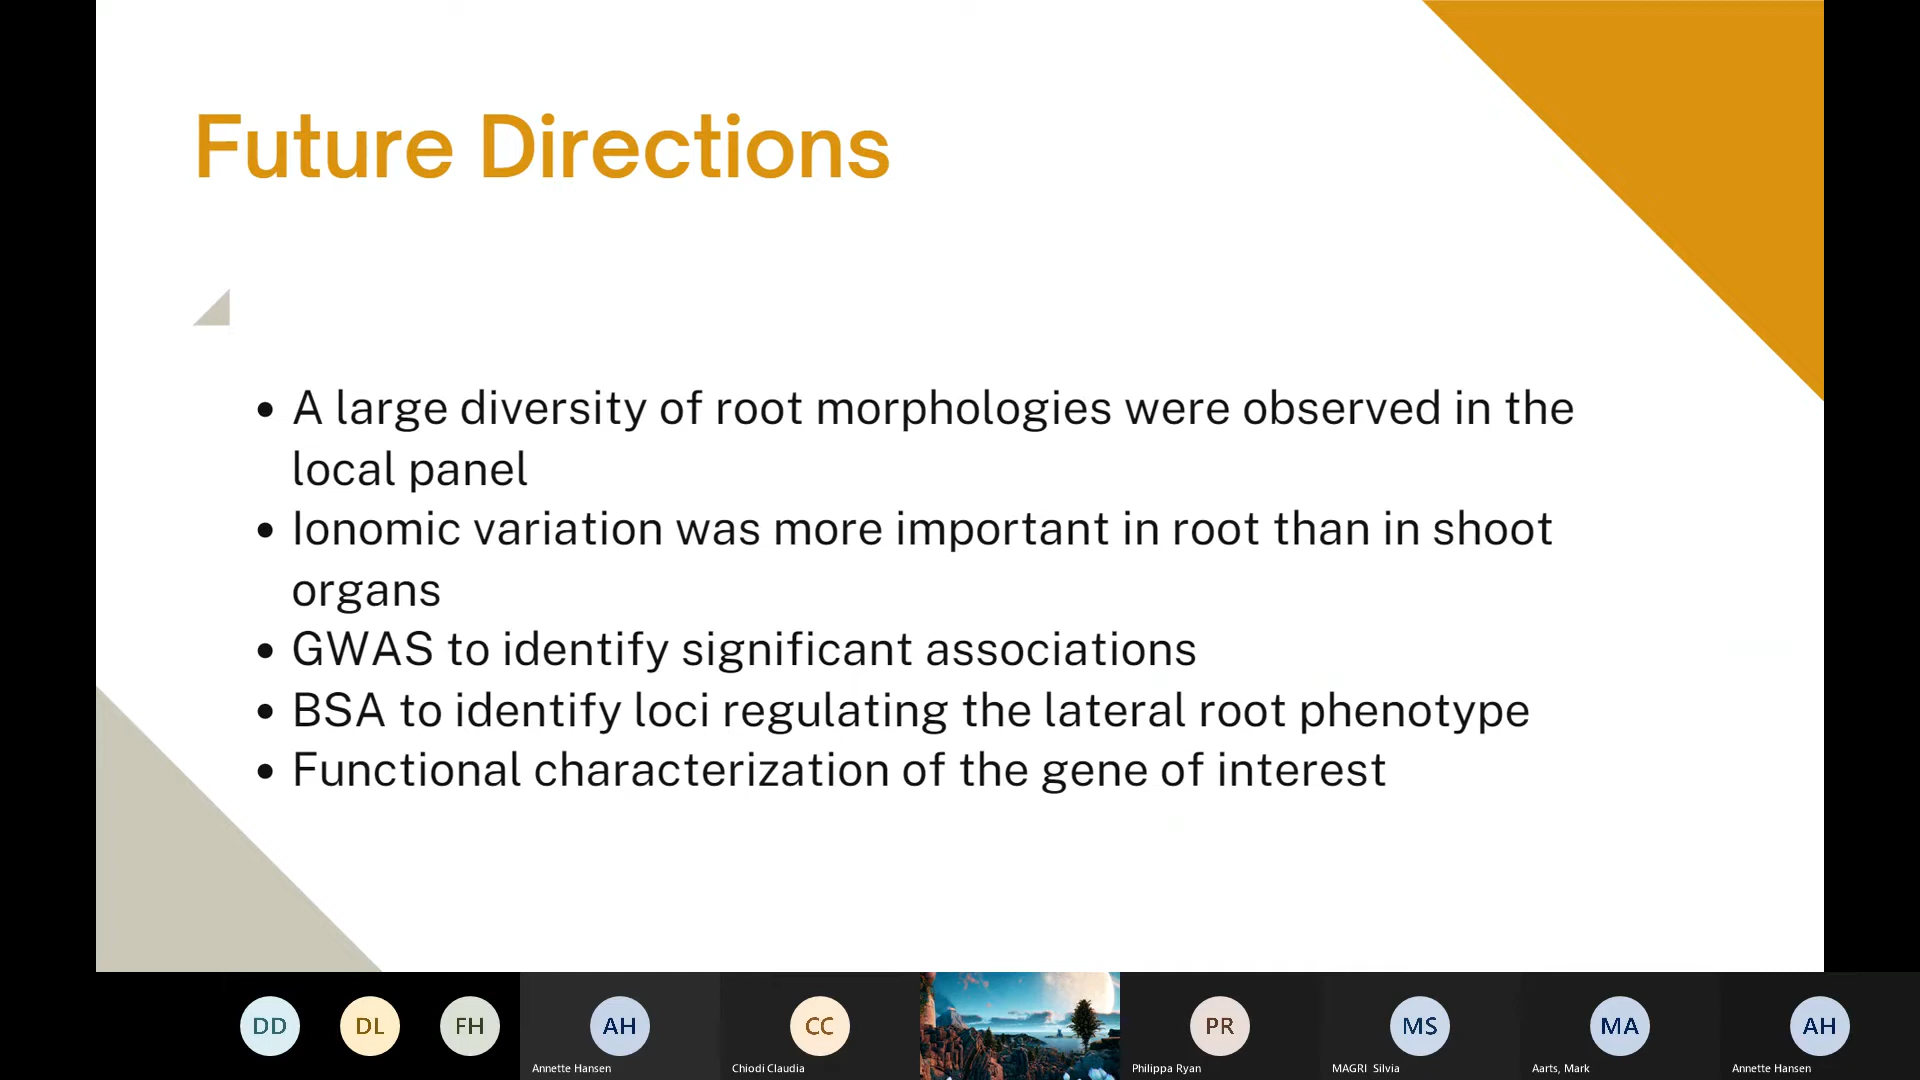 Future Directions
• A large diversity of root morphologies were observed in the
local panel
• Ionomic variation was more important in root than in shoot
organs
• GWAS to identify significant associations
• BSA to identify loci regulating the lateral root phenotype
• Functional characterization of the gene of interest
DD DL FH AH CC PR MS MA AH
Annette Hansen Chiodi Claudia Philippa Ryan MAGRI Silvia Aarts, Mark Annette Hansen